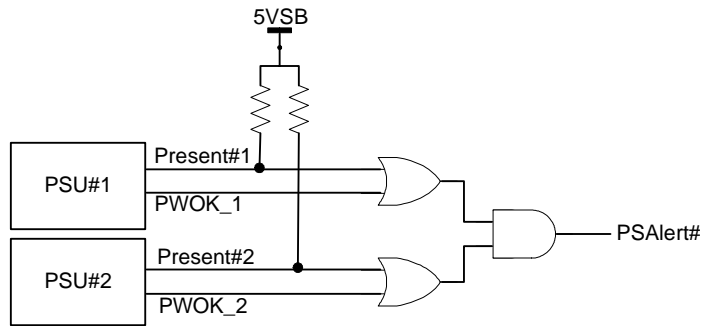 5VSB
Present#1
PSU#1
PWOK_1
PSAlert#
Present#2
PSU#2
PWOK_2